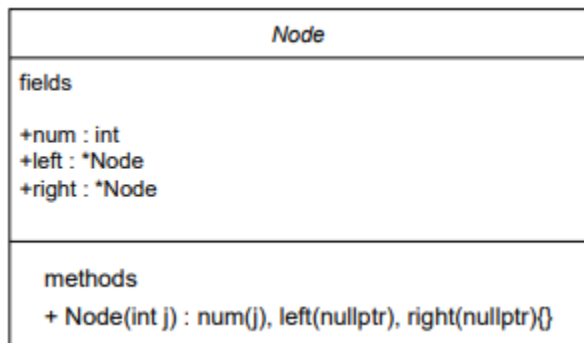 Node
fields
+num : int
+left : *Node
+right : *Node
methods
+ Node(int j) : num(j), left(nullptr), right(nullptr){}